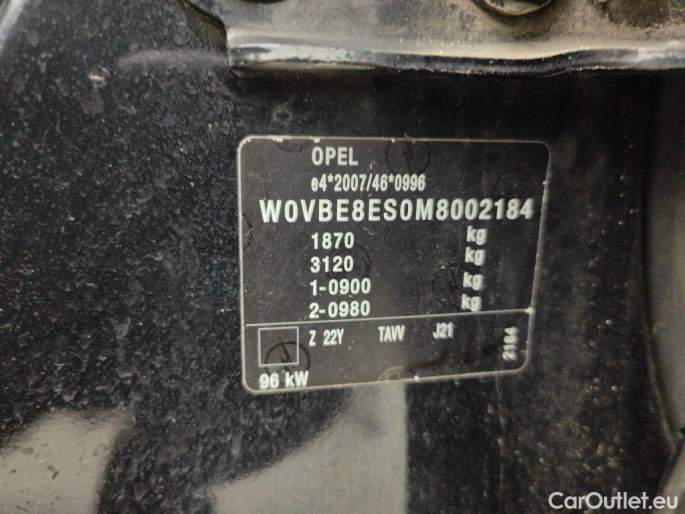 OPEL
e4*2007/46*0996
W0VBE8ES0M8002184
1870 kg
3120 kg
1-0900 kg
2-0980 kg
Z 22Y TAVV J21
2184
96 kW
CarOutlet.eu